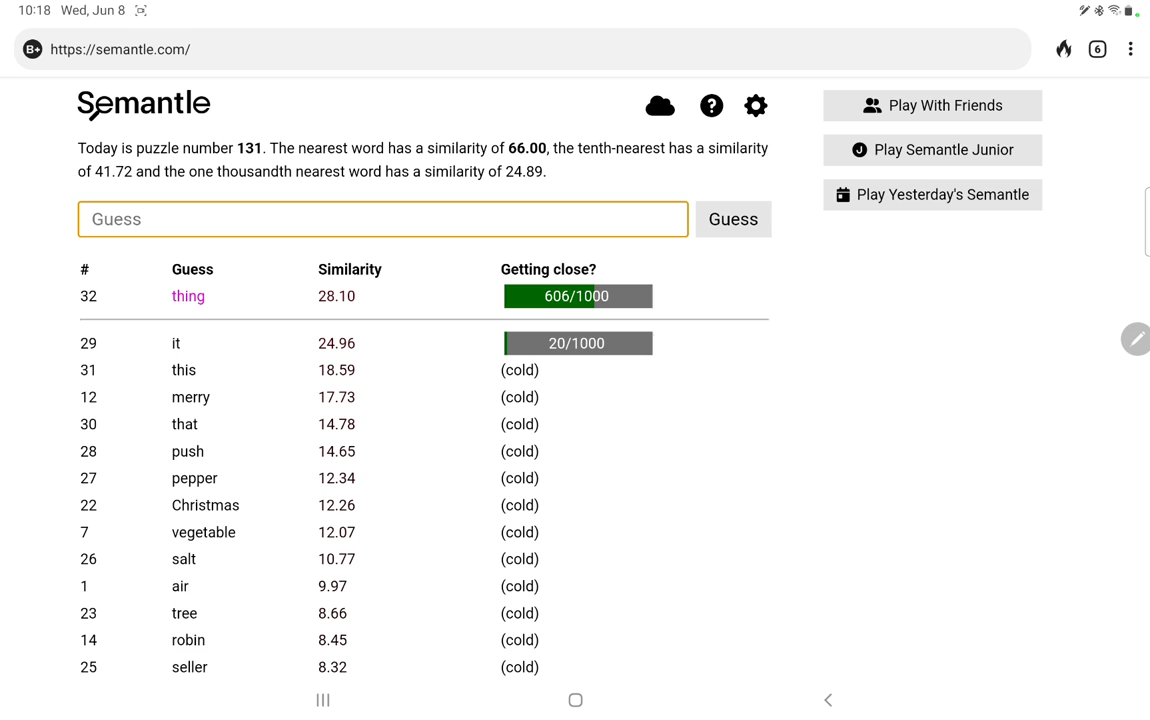 10:18 Wed, Jun 8
B+ https://semantle.com/
6
Semantle
?
Play With Friends
Today is puzzle number 131. The nearest word has a similarity of 66.00, the tenth-nearest has a similarity
of 41.72 and the one thousandth nearest word has a similarity of 24.89.
J Play Semantle Junior
Play Yesterday's Semantle
Guess Guess
# Guess Similarity Getting close?
32 thing 28.10 606/1000
29 it 24.96 20/1000
31 this 18.59 (cold)
12 merry 17.73 (cold)
30 that 14.78 (cold)
28 push 14.65 (cold)
27 pepper 12.34 (cold)
22 Christmas 12.26 (cold)
7 vegetable 12.07 (cold)
26 salt 10.77 (cold)
1 air 9.97 (cold)
23 tree 8.66 (cold)
14 robin 8.45 (cold)
25 seller 8.32 (cold)